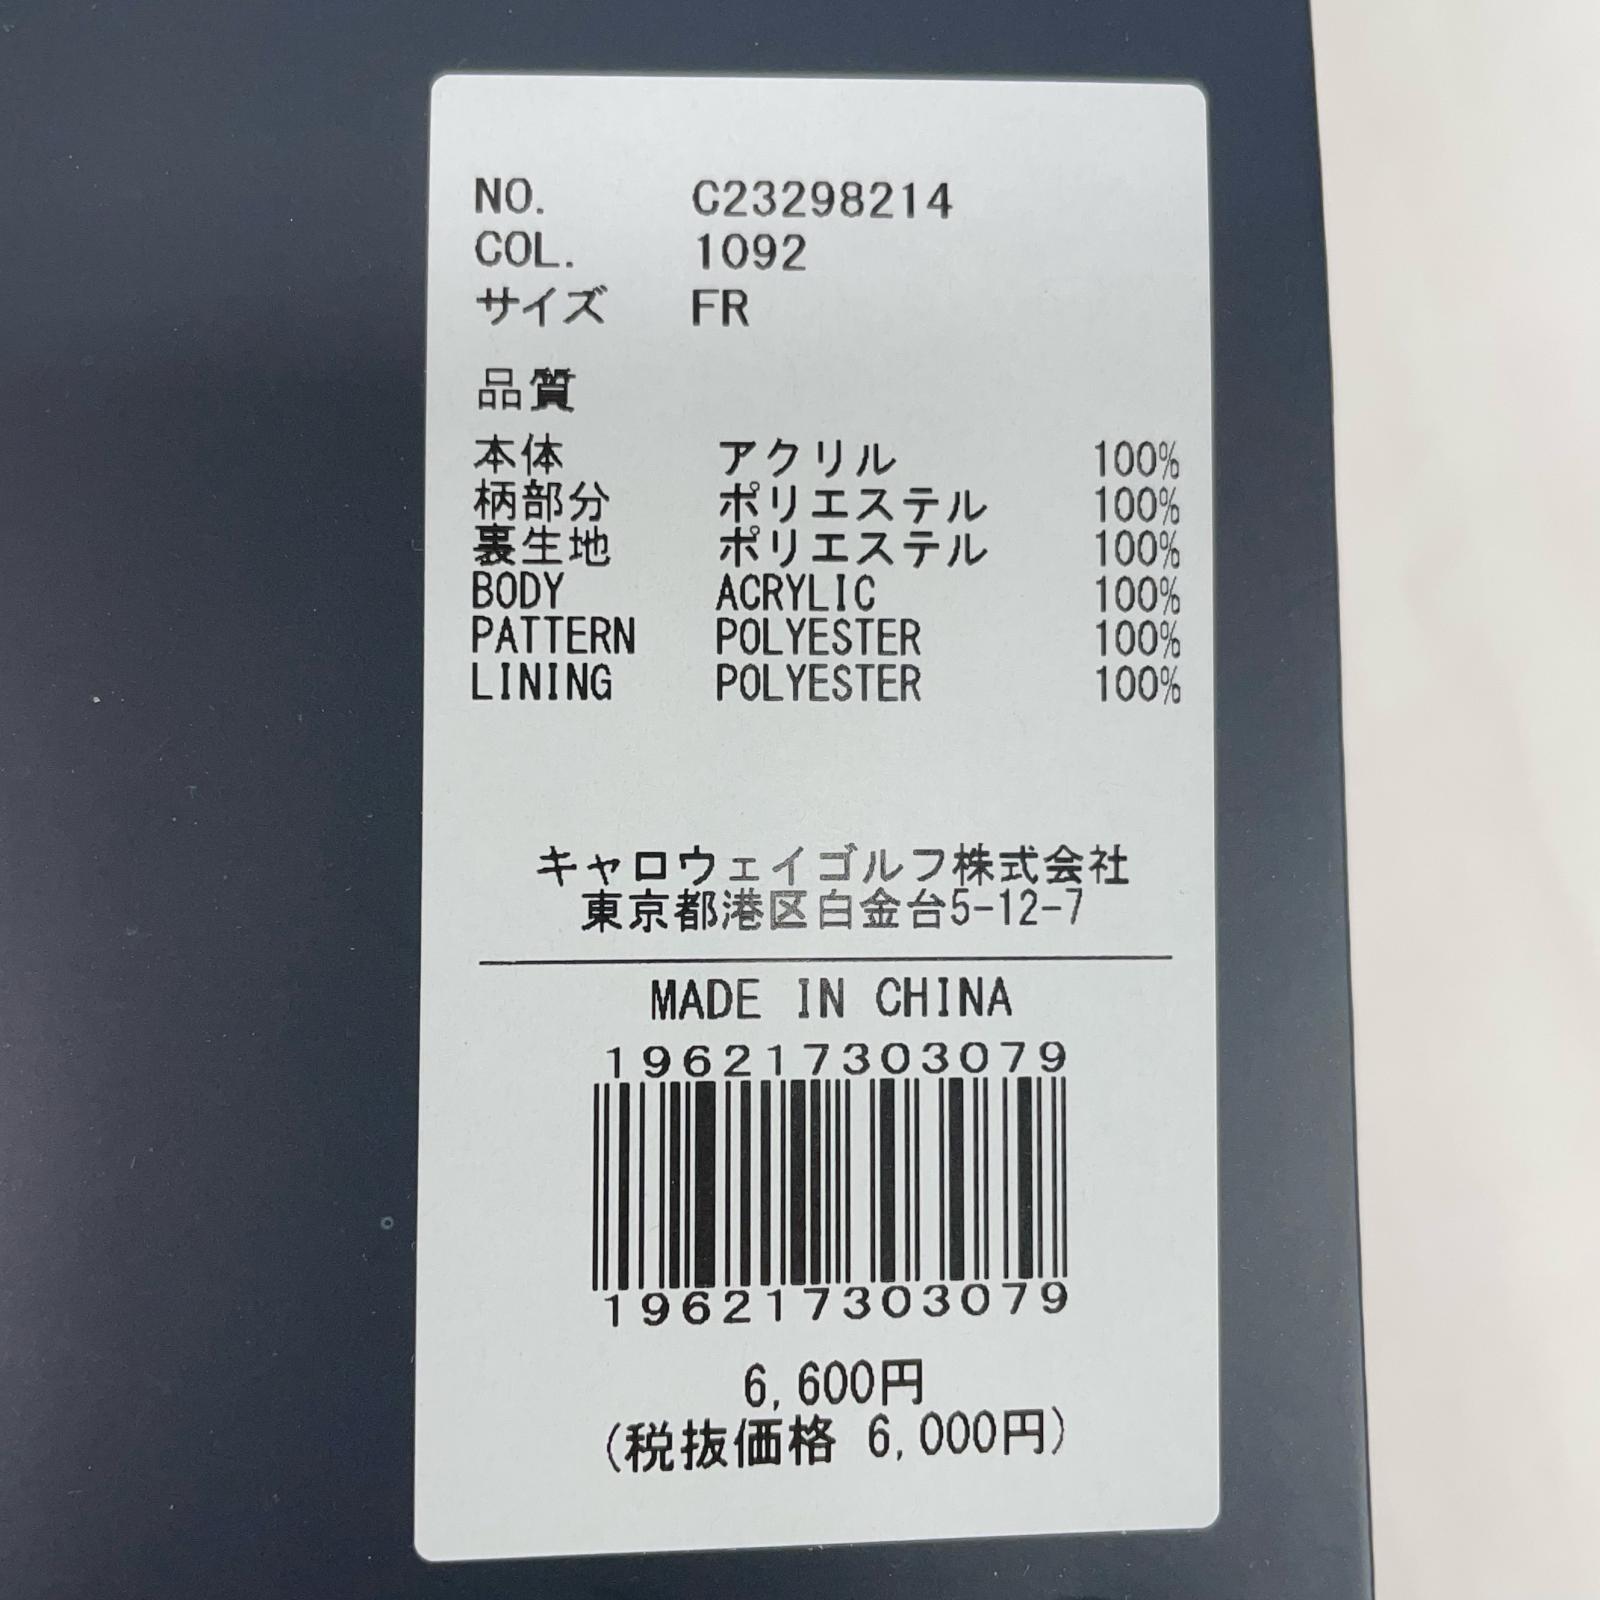 NO. C23298214
COL. 1092
サイズ FR
品質
本体 アクリル 100%
柄部分 ポリエステル 100%
裏生地 ポリエステル 100%
BODY ACRYLIC 100%
PATTERN POLYESTER 100%
LINING POLYESTER 100%
キャロウェイゴルフ株式会社
東京都港区白金台5-12-7
MADE IN CHINA
196217303079
196217303079
6,600円
(税抜価格 6,000円)